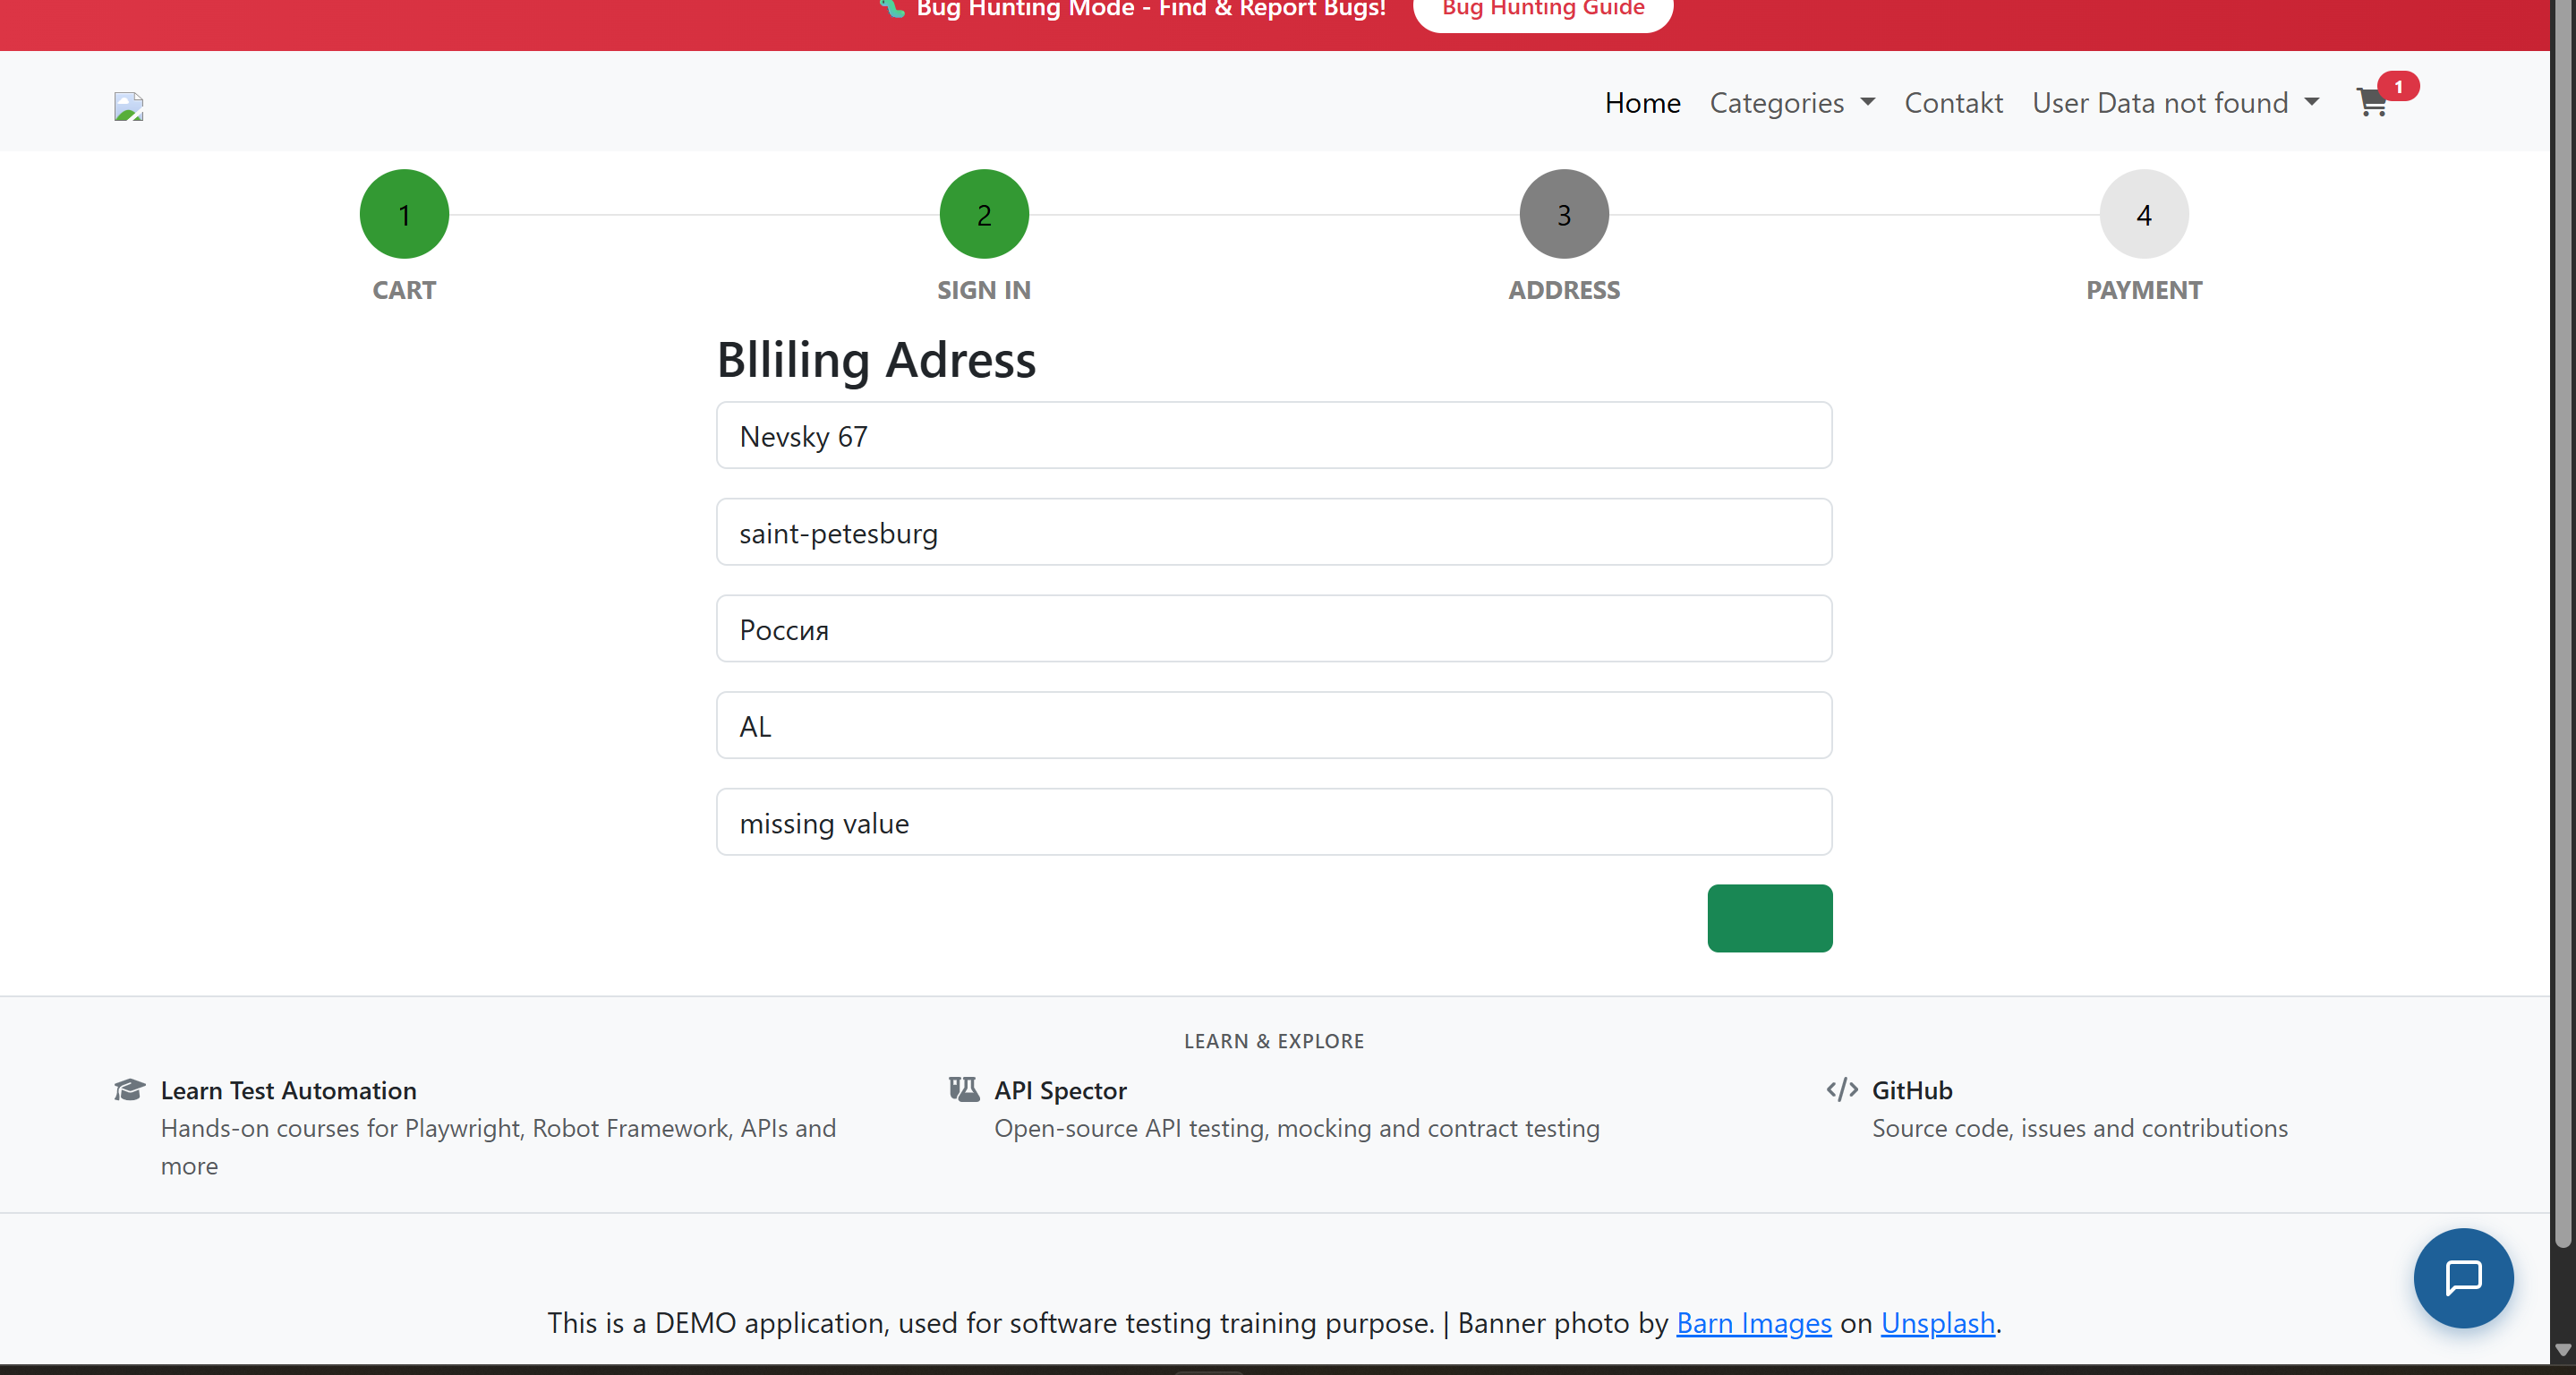 Bug Hunting Mode - Find & Report Bugs! Bug Hunting Guide
Home Categories Contakt User Data not found 1
1 2 3 4
CART SIGN IN ADDRESS PAYMENT
Blliling Adress
Nevsky 67
saint-petesburg
Россия
AL
missing value
LEARN & EXPLORE
Learn Test Automation
Hands-on courses for Playwright, Robot Framework, APIs and
more
API Spector
Open-source API testing, mocking and contract testing
GitHub
Source code, issues and contributions
This is a DEMO application, used for software testing training purpose. | Banner photo by Barn Images on Unsplash.